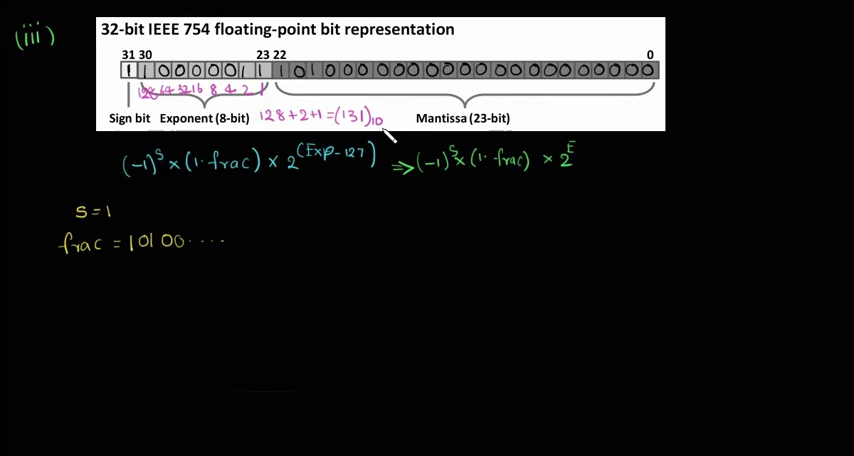 (iii)
32-bit IEEE 754 floating-point bit representation
31 30 23 22 0
1 1 0 0 0 0 0 1 1 1 0 1 0 0 0 0 0 0 0 0 0 0 0 0 0 0 0 0 0 0 0 0
128 64 32 16 8 4 2 1
Sign bit Exponent (8-bit) 128+2+1=(131)10 Mantissa (23-bit)
(-1)^S × (1.frac) × 2^(Exp-127) ⇒ (-1)^S × (1.frac) × 2^E
S = 1
frac = 10100.....